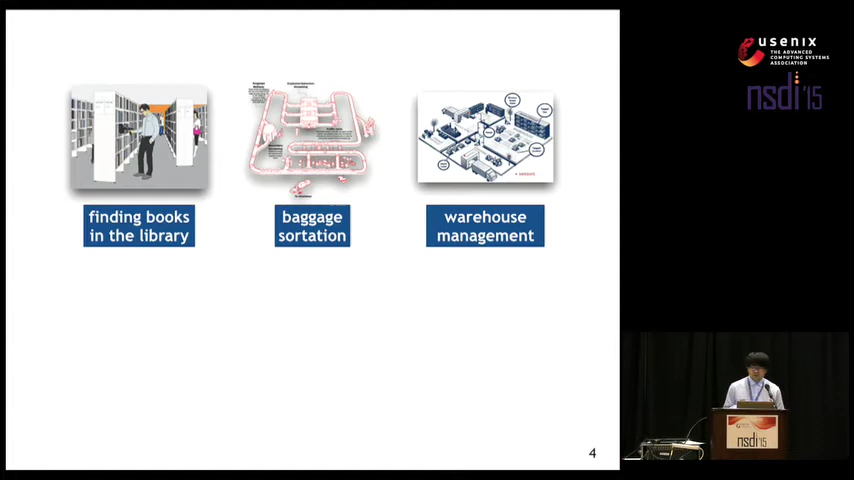 usenix
THE ADVANCED
COMPUTING SYSTEMS
ASSOCIATION
nsdi '15
finding books
in the library
baggage
sortation
warehouse
management
nsdi '15
4